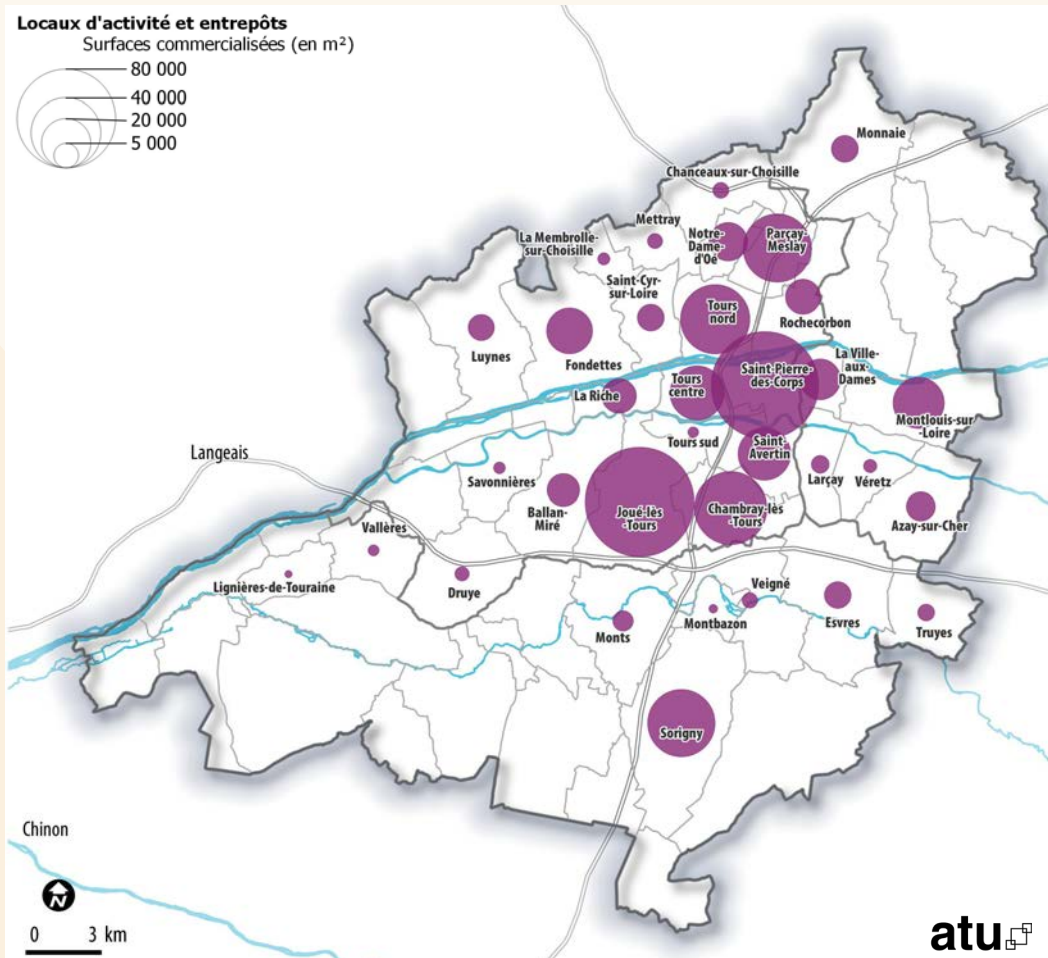 Locaux d'activité et entrepôts
Surfaces commercialisées (en m²)
80 000
40 000
20 000
5 000
Monnaie
Chanceaux-sur-Choisille
Mettray
Notre-
Dame-
d'Oé
Parçay-
Meslay
La Membrolle-
sur-Choisille
Saint-Cyr-
sur-Loire
Tours
nord
Rochecorbon
Luynes
Fondettes
La Ville-
aux-
Dames
Saint-Pierre-
des-Corps
La Riche
Tours
centre
Montlouis-sur
-Loire
Tours sud
Saint-
Avertin
Langeais
Savonnières
Larçay
Véretz
Ballan-
Miré
Joué-lès
-Tours
Chambray-lès
-Tours
Azay-sur-Cher
Vallères
Lignières-de-Touraine
Druye
Veigné
Monts
Montbazon
Esvres
Truyes
Sorigny
Chinon
N
0 3 km
atu